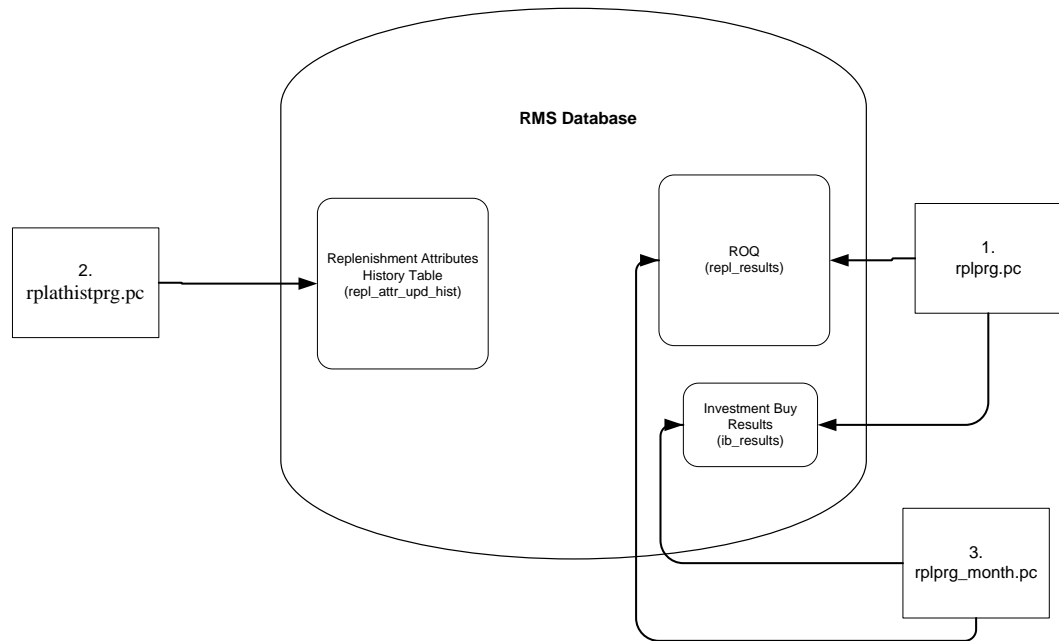 RMS Database
2.
rplathistprg.pc
Replenishment Attributes
History Table
(repl_attr_upd_hist)
ROQ
(repl_results)
1.
rplprg.pc
Investment Buy
Results
(ib_results)
3.
rplprg_month.pc